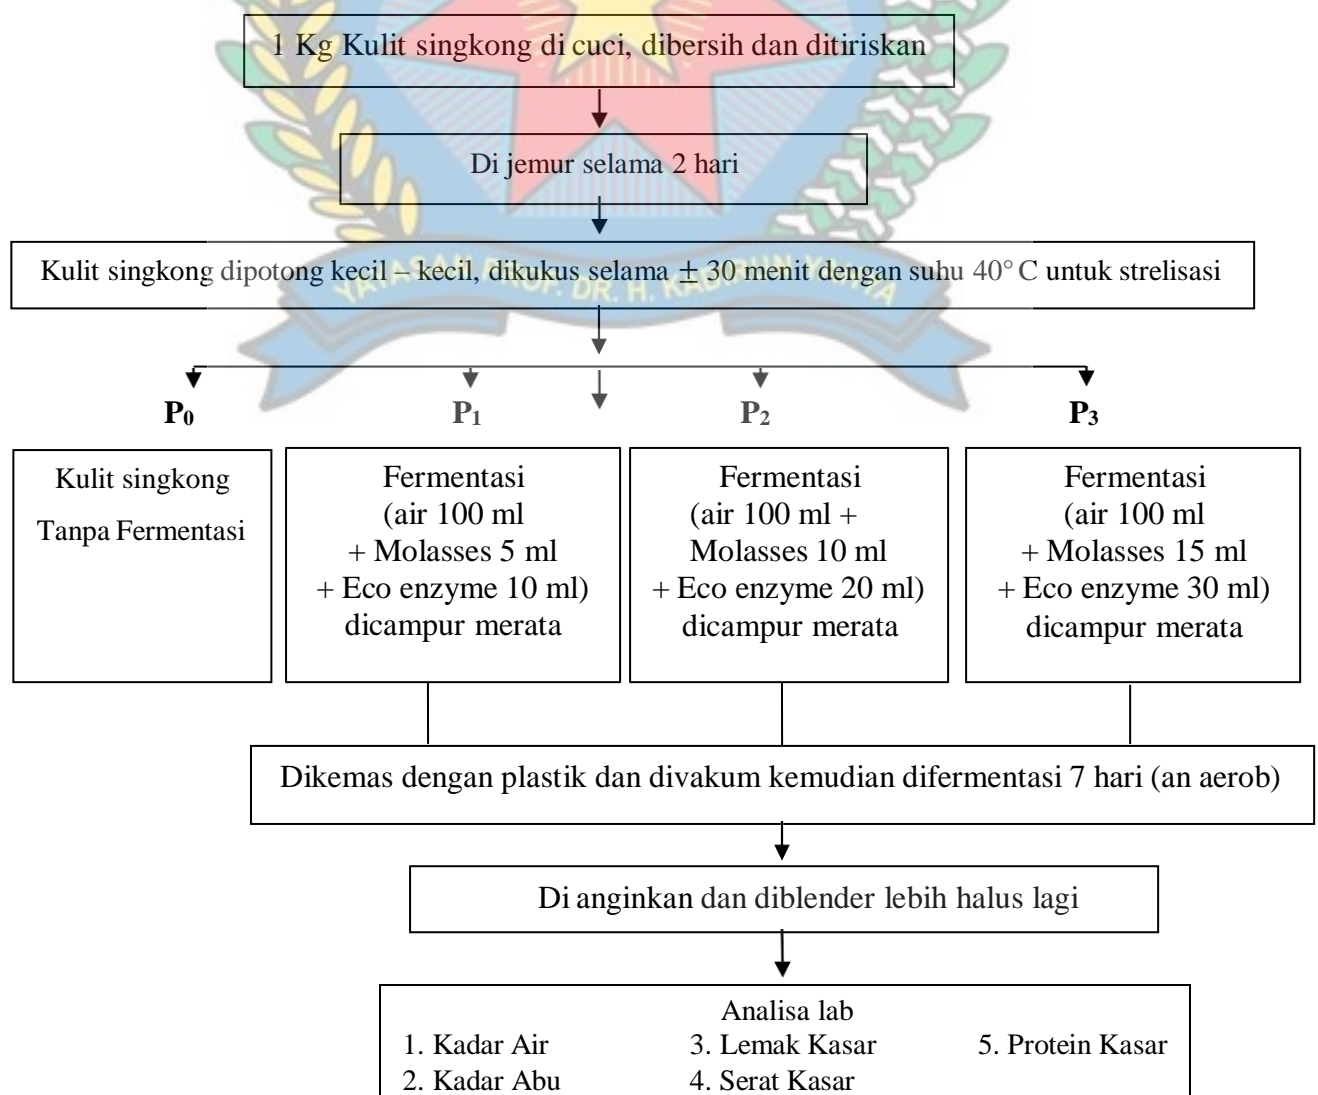 1 Kg Kulit singkong di cuci, dibersih dan ditiriskan
Di jemur selama 2 hari
Kulit singkong dipotong kecil – kecil, dikukus selama ± 30 menit dengan suhu 40° C untuk strelisasi
YAYASAN PROF. DR. H. KADIRUN YAHYA
P₀
P₁
P₂
P₃
Kulit singkong
Tanpa Fermentasi
Fermentasi
(air 100 ml
+ Molasses 5 ml
+ Eco enzyme 10 ml)
dicampur merata
Fermentasi
(air 100 ml +
Molasses 10 ml
+ Eco enzyme 20 ml)
dicampur merata
Fermentasi
(air 100 ml
+ Molasses 15 ml
+ Eco enzyme 30 ml)
dicampur merata
Dikemas dengan plastik dan divakum kemudian difermentasi 7 hari (an aerob)
Di anginkan dan diblender lebih halus lagi
Analisa lab
1. Kadar Air 3. Lemak Kasar 5. Protein Kasar
2. Kadar Abu 4. Serat Kasar